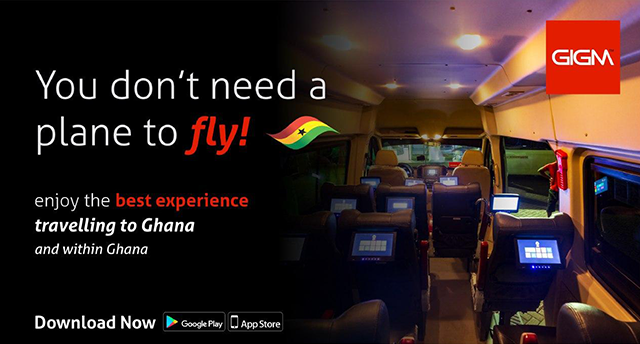 GIGM
You don't need a
plane to fly!
enjoy the best experience
travelling to Ghana
and within Ghana
Download Now
Google Play
App Store